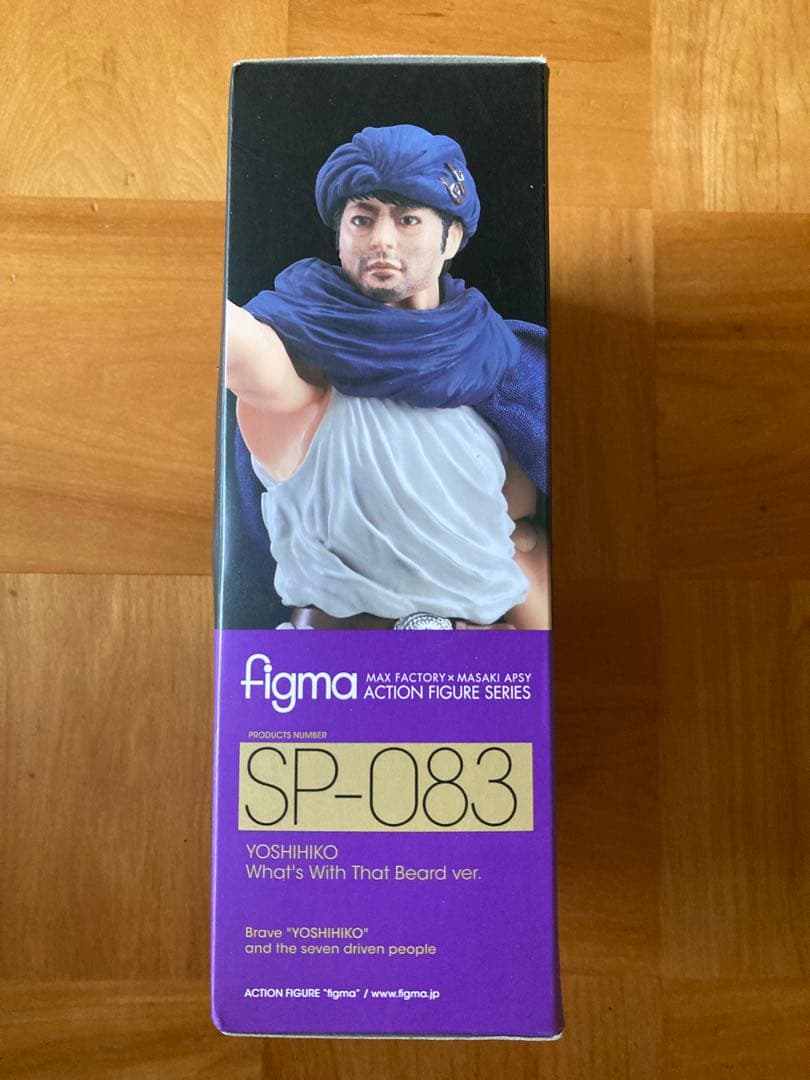 figma MAX FACTORY×MASAKI APSY
ACTION FIGURE SERIES
PRODUCTS NUMBER
SP-083
YOSHIHIKO
What's With That Beard ver.
Brave "YOSHIHIKO"
and the seven driven people
ACTION FIGURE "figma" / www.figma.jp